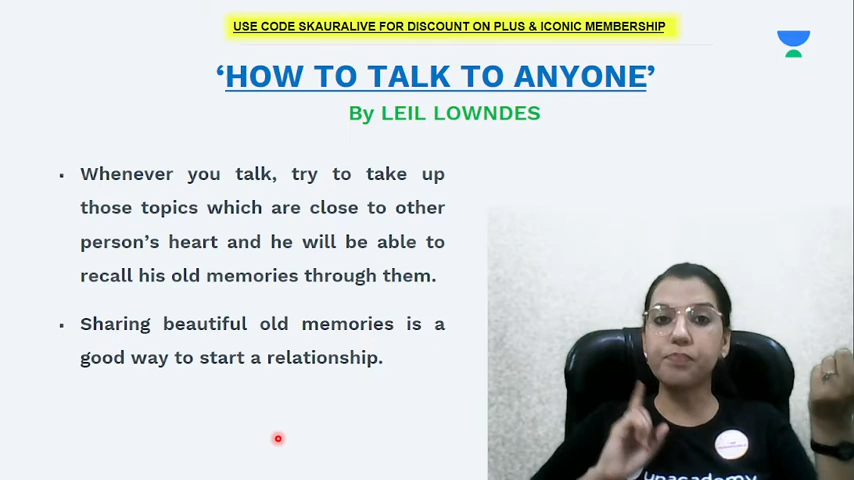 USE CODE SKAURALIVE FOR DISCOUNT ON PLUS & ICONIC MEMBERSHIP
‘HOW TO TALK TO ANYONE’
By LEIL LOWNDES
▪ Whenever you talk, try to take up
those topics which are close to other
person’s heart and he will be able to
recall his old memories through them.
▪ Sharing beautiful old memories is a
good way to start a relationship.
unacademy